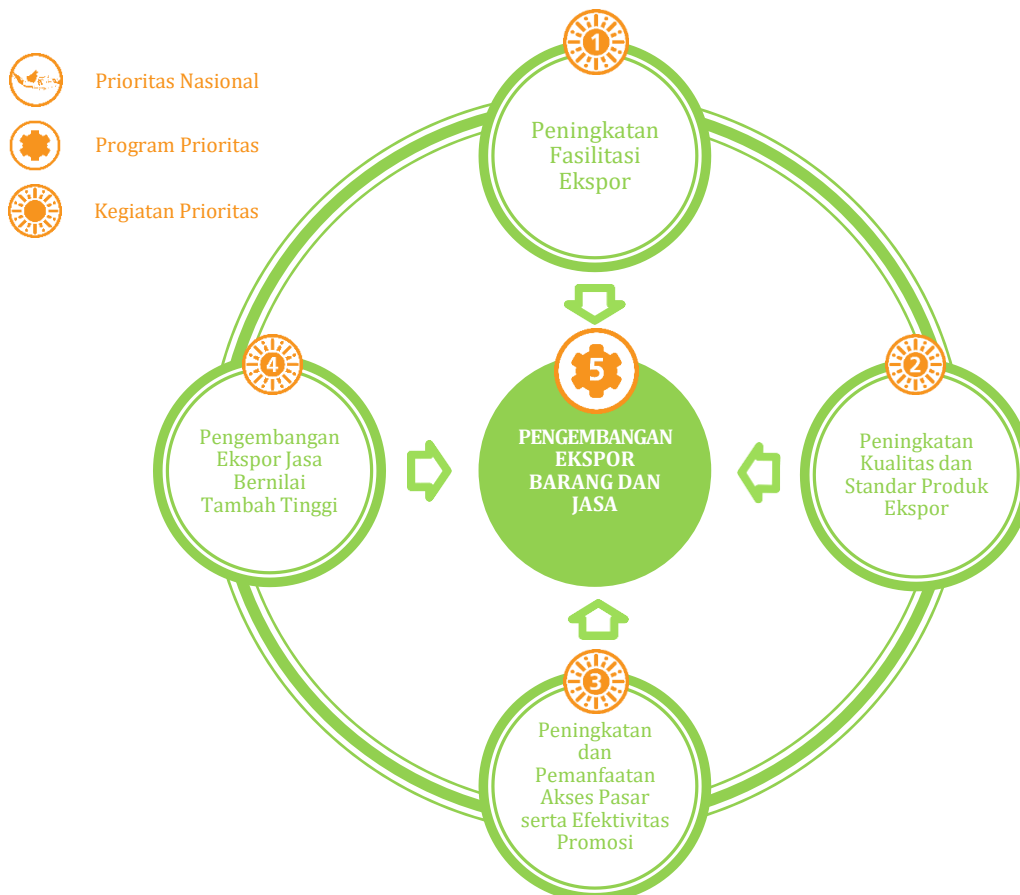 Prioritas Nasional
Program Prioritas
Kegiatan Prioritas
1
Peningkatan
Fasilitasi
Ekspor
2
Peningkatan
Kualitas dan
Standar Produk
Ekspor
3
Peningkatan
dan
Pemanfaatan
Akses Pasar
serta Efektivitas
Promosi
4
Pengembangan
Ekspor Jasa
Bernilai
Tambah Tinggi
5
PENGEMBANGAN
EKSPOR
BARANG DAN
JASA